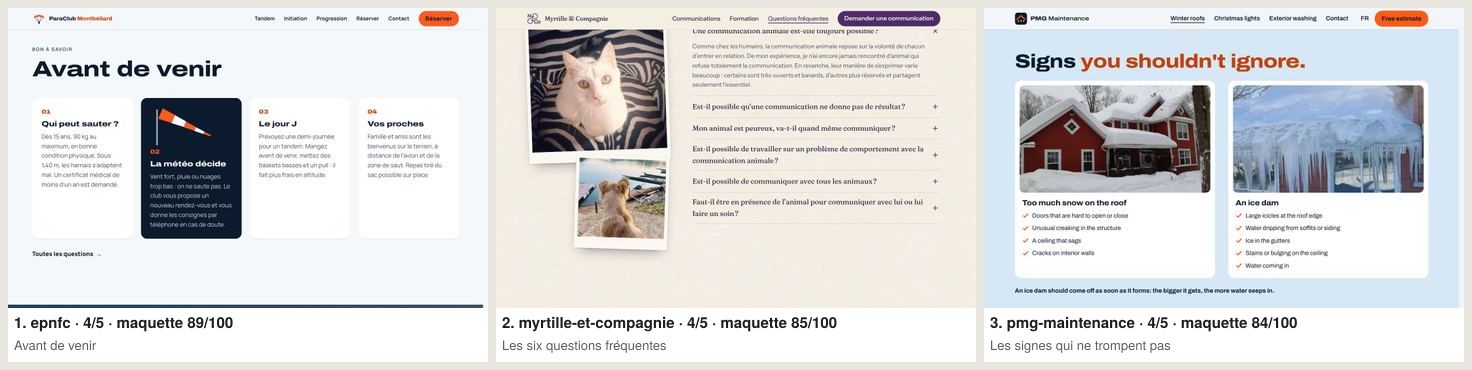 ParaClub Montbéliard
Tandem Initiation Progression Réserver Contact Réserver
BON À SAVOIR
Avant de venir
01
Qui peut sauter ?
Dès 15 ans, 90 kg au
maximum, en bonne
condition physique. Sous
1,40 m, les harnais s'adaptent
mal. Un certificat médical de
moins d'un an est demandé.
02
La météo décide
Vent fort, pluie ou nuages
trop bas : on ne saute pas. Le
club vous propose un
nouveau rendez-vous et vous
donne les consignes par
téléphone en cas de doute.
03
Le jour J
Prévoyez une demi-journée
pour un tandem. Mangez
avant de venir, mettez des
baskets basses et un pull : il
fait plus frais en altitude.
04
Vos proches
Famille et amis sont les
bienvenus sur le terrain, à
distance de l'avion et de la
zone de saut. Repas tiré du
sac possible sur place.
Toutes les questions →
1. epnfc · 4/5 · maquette 89/100
Avant de venir
Myrtille & Compagnie
Communications Formation Questions fréquentes Demander une communication
Une communication animale est-elle toujours possible ? ×
Comme chez les humains, la communication animale repose sur la volonté de chacun
d'entrer en relation. De mon expérience, je n'ai encore jamais rencontré d'animal qui
refuse totalement la communication. En revanche, leur manière de s'exprimer varie
beaucoup : certains sont très ouverts et bavards, d'autres plus réservés et partagent
seulement l'essentiel.
Est-il possible qu'une communication ne donne pas de résultat ? +
Mon animal est peureux, va-t-il quand même communiquer ? +
Est-il possible de travailler sur un problème de comportement avec la
communication animale ? +
Est-il possible de communiquer avec tous les animaux ? +
Faut-il être en présence de l'animal pour communiquer avec lui ou lui
faire un soin ? +
2. myrtille-et-compagnie · 4/5 · maquette 85/100
Les six questions fréquentes
PMG Maintenance
Winter roofs Christmas lights Exterior washing Contact FR Free estimate
Signs you shouldn't ignore.
Too much snow on the roof
Doors that are hard to open or close
Unusual creaking in the structure
A ceiling that sags
Cracks on interior walls
An ice dam
Large icicles at the roof edge
Water dripping from soffits or siding
Ice in the gutters
Stains or bulging on the ceiling
Water coming in
An ice dam should come off as soon as it forms: the bigger it gets, the more water seeps in.
3. pmg-maintenance · 4/5 · maquette 84/100
Les signes qui ne trompent pas